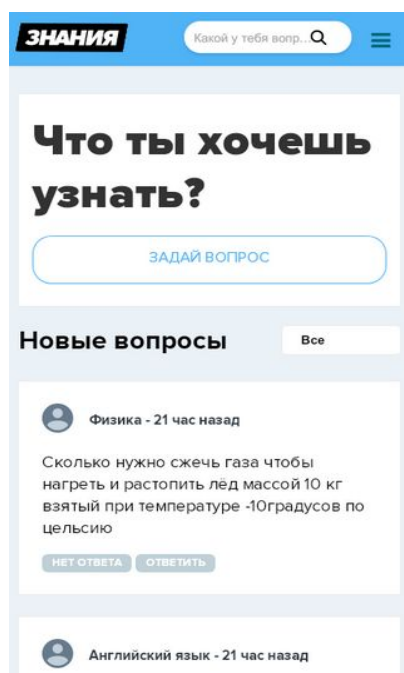 ЗНАНИЯ
Какой у тебя вопр...
Что ты хочешь
узнать?
ЗАДАЙ ВОПРОС
Новые вопросы
Все
Физика - 21 час назад
Сколько нужно сжечь газа чтобы
нагреть и растопить лёд массой 10 кг
взятый при температуре -10градусов по
цельсию
НЕТ ОТВЕТА ОТВЕТИТЬ
Английский язык - 21 час назад